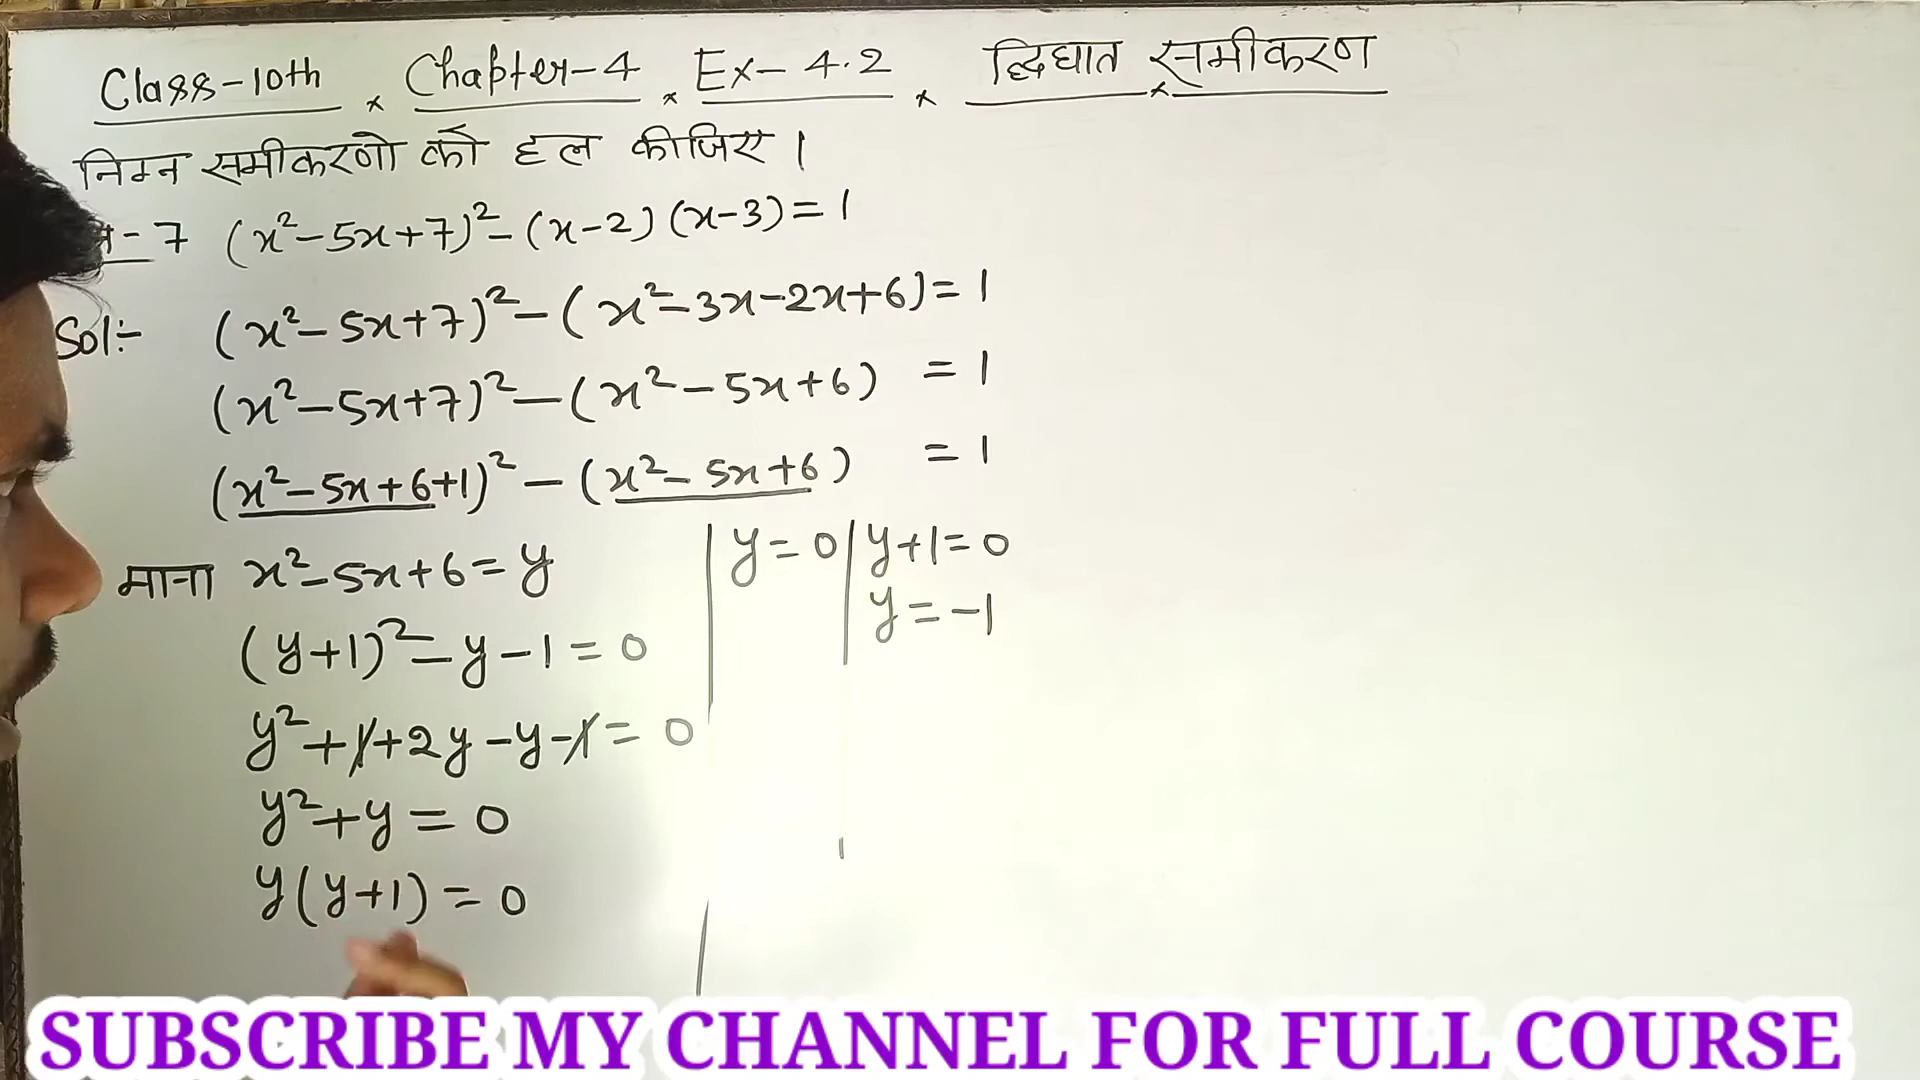 Class-10th × Chapter-4 × Ex-4.2 × द्विघात × समीकरण
निम्न समीकरणो को हल कीजिए ।
-7 (x²-5x+7)²-(x-2)(x-3)=1
Sol:- (x²-5x+7)²-(x²-3x-2x+6)=1
(x²-5x+7)²-(x²-5x+6) =1
(x²-5x+6+1)²-(x²-5x+6) =1
माना x²-5x+6=y
(y+1)²-y-1=0
y²+1+2y-y-1=0
y²+y=0
y(y+1)=0
y=0 | y+1=0
y=-1
SUBSCRIBE MY CHANNEL FOR FULL COURSE